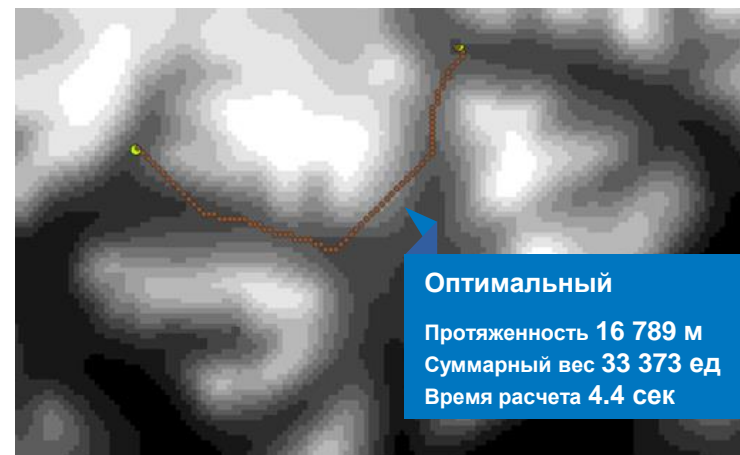 Оптимальный
Протяженность 16 789 м
Суммарный вес 33 373 ед
Время расчета 4.4 сек